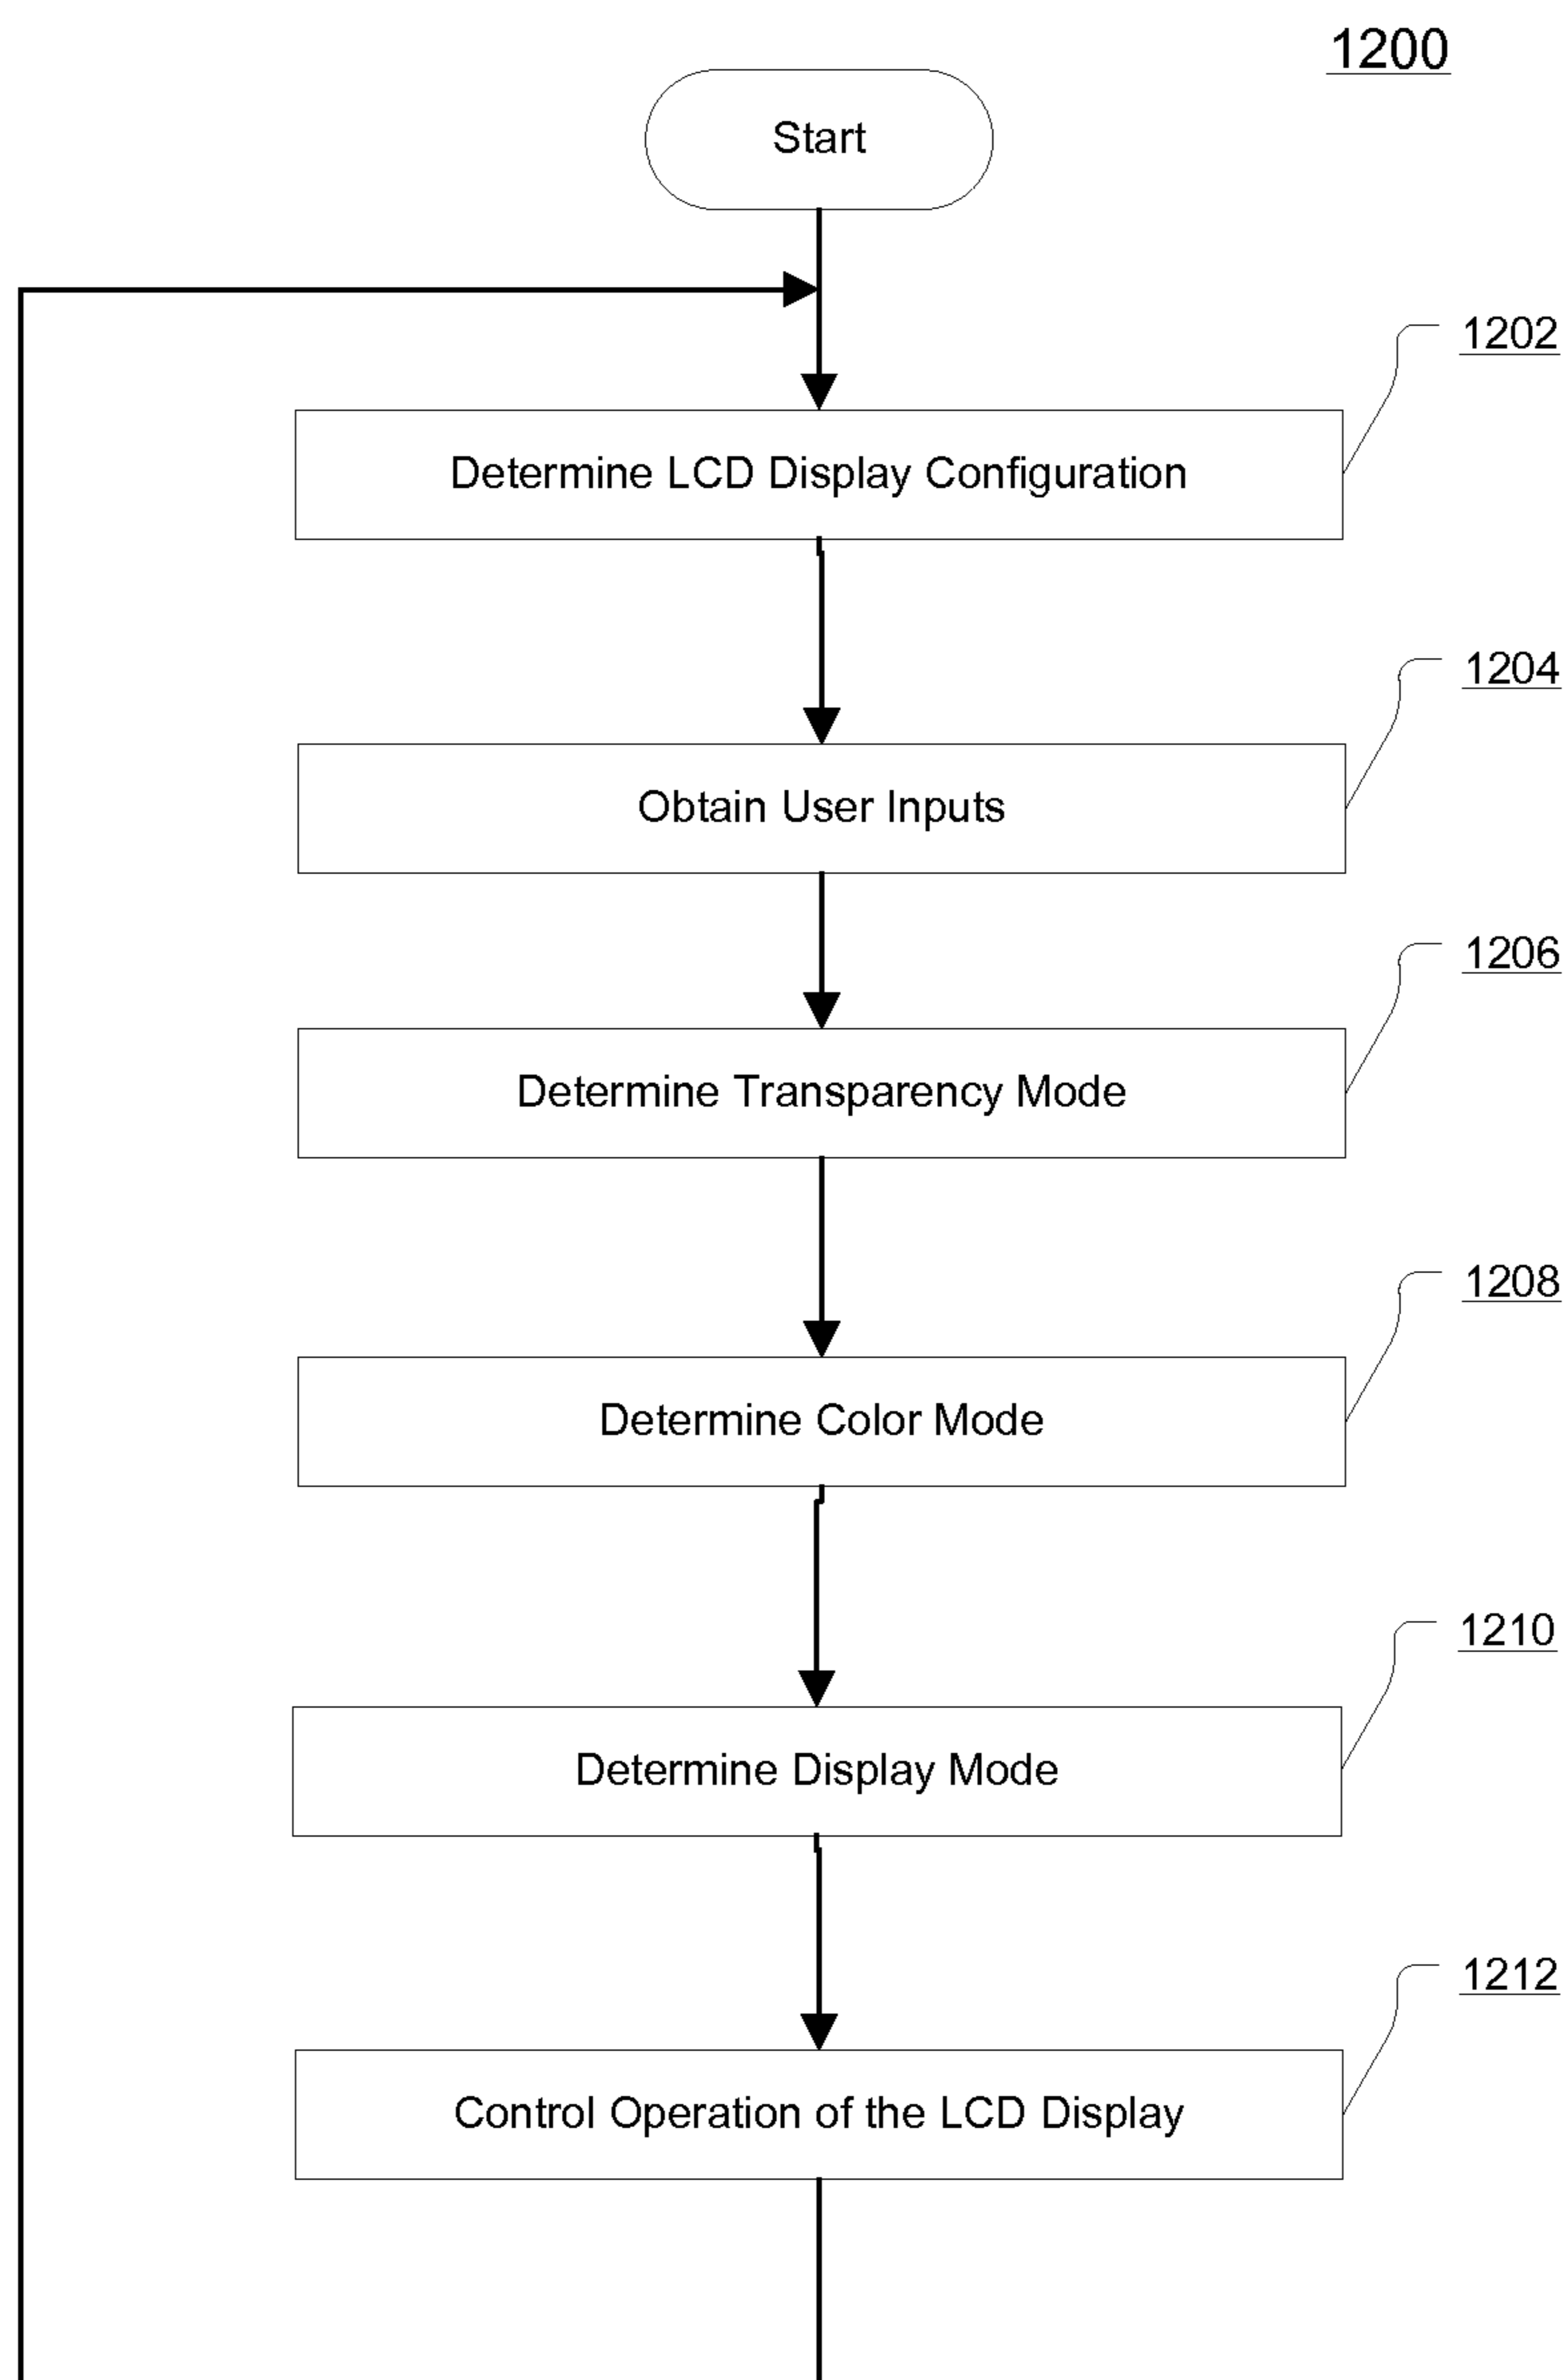 1200
Start
1202
Determine LCD Display Configuration
1204
Obtain User Inputs
1206
Determine Transparency Mode
1208
Determine Color Mode
1210
Determine Display Mode
1212
Control Operation of the LCD Display